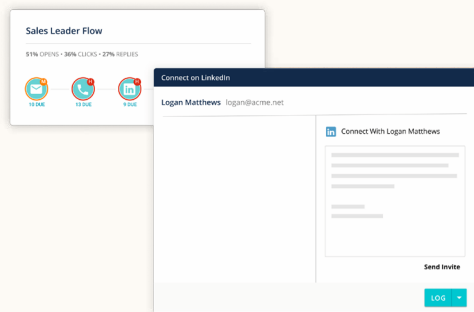 Sales Leader Flow
51% OPENS • 36% CLICKS • 27% REPLIES
M H H
10 DUE 13 DUE 9 DUE
Connect on LinkedIn
Logan Matthews logan@acme.net
in Connect With Logan Matthews
Send Invite
LOG